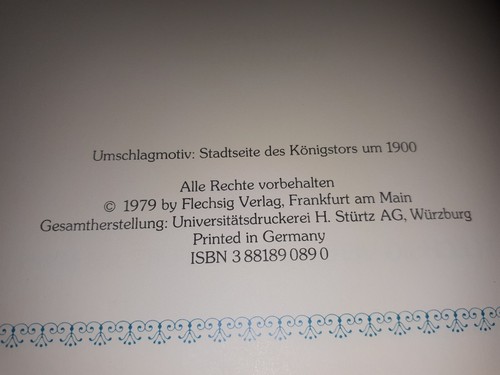 Umschlagmotiv: Stadtseite des Königstors um 1900
Alle Rechte vorbehalten
© 1979 by Flechsig Verlag, Frankfurt am Main
Gesamtherstellung: Universitätsdruckerei H. Stürtz AG, Würzburg
Printed in Germany
ISBN 3 88189 089 0